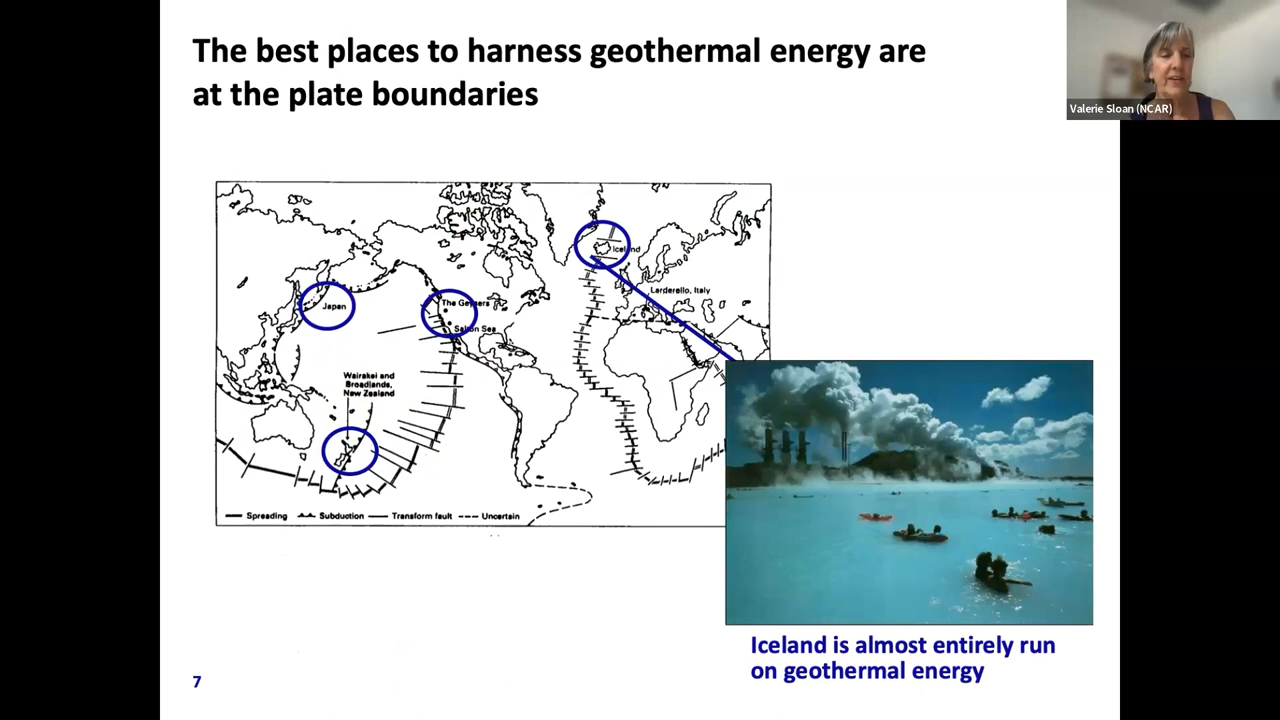 The best places to harness geothermal energy are
at the plate boundaries
Valerie Sloan (NCAR)
Iceland
Larderello, Italy
Japan
The Geysers
Salton Sea
Wairakei and
Broadlands,
New Zealand
Spreading Subduction Transform fault Uncertain
Iceland is almost entirely run
on geothermal energy
7